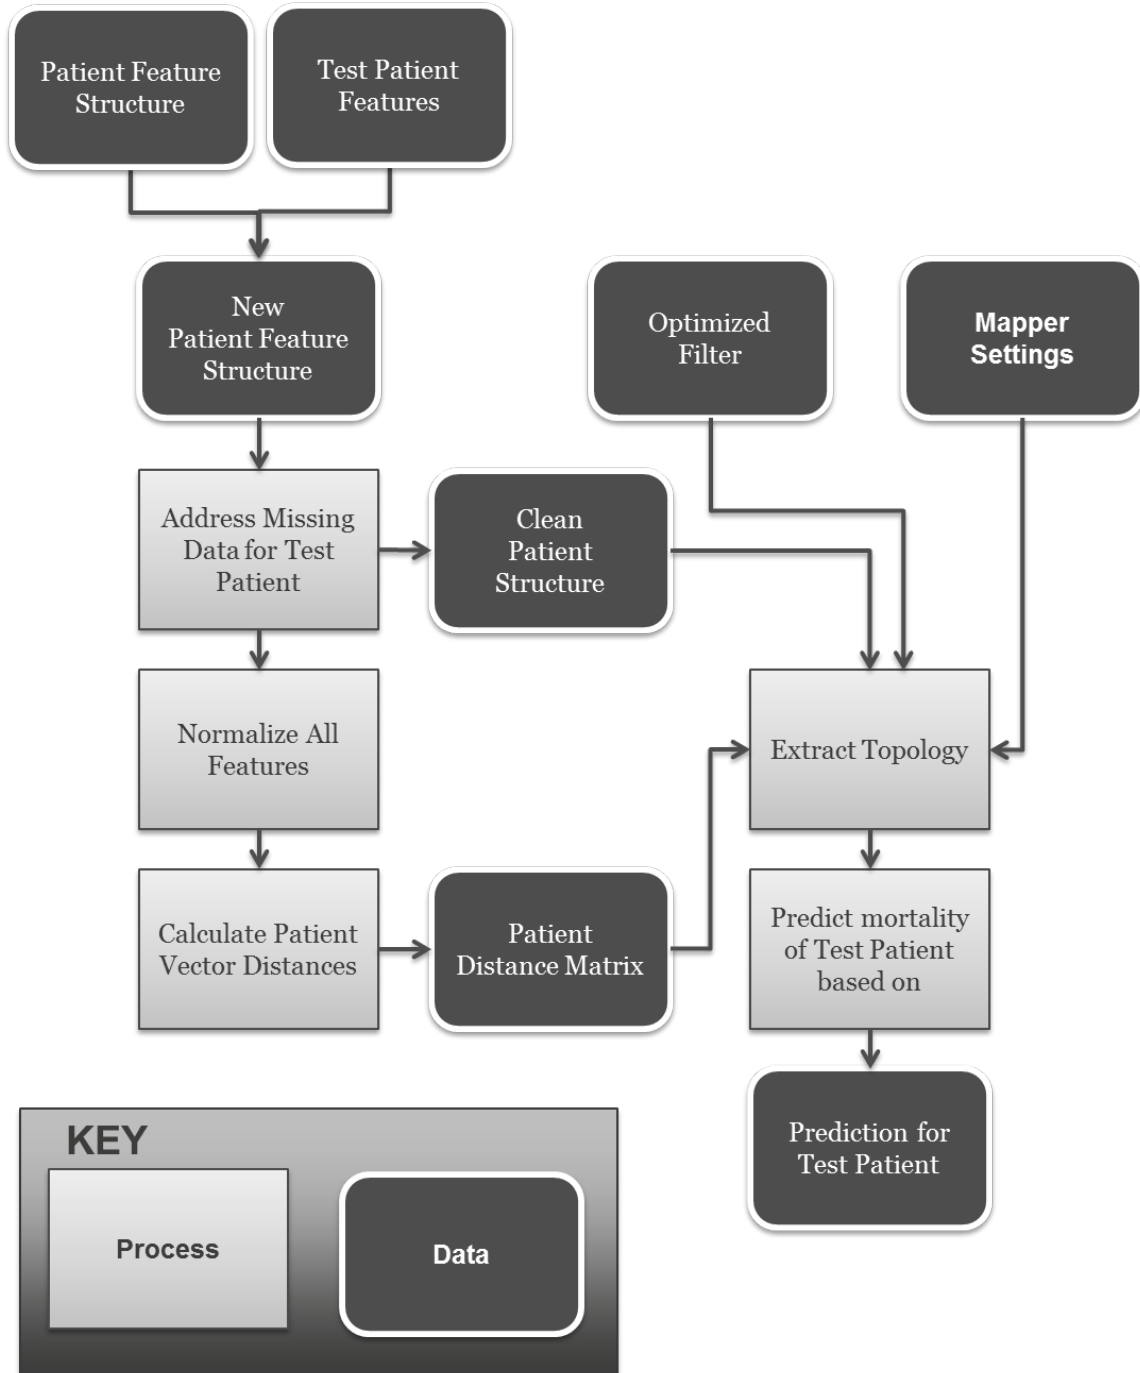 Patient Feature
Structure
Test Patient
Features
New
Patient Feature
Structure
Optimized
Filter
Mapper
Settings
Address Missing
Data for Test
Patient
Clean
Patient
Structure
Normalize All
Features
Extract Topology
Calculate Patient
Vector Distances
Patient
Distance Matrix
Predict mortality
of Test Patient
based on
Prediction for
Test Patient
KEY
Process
Data